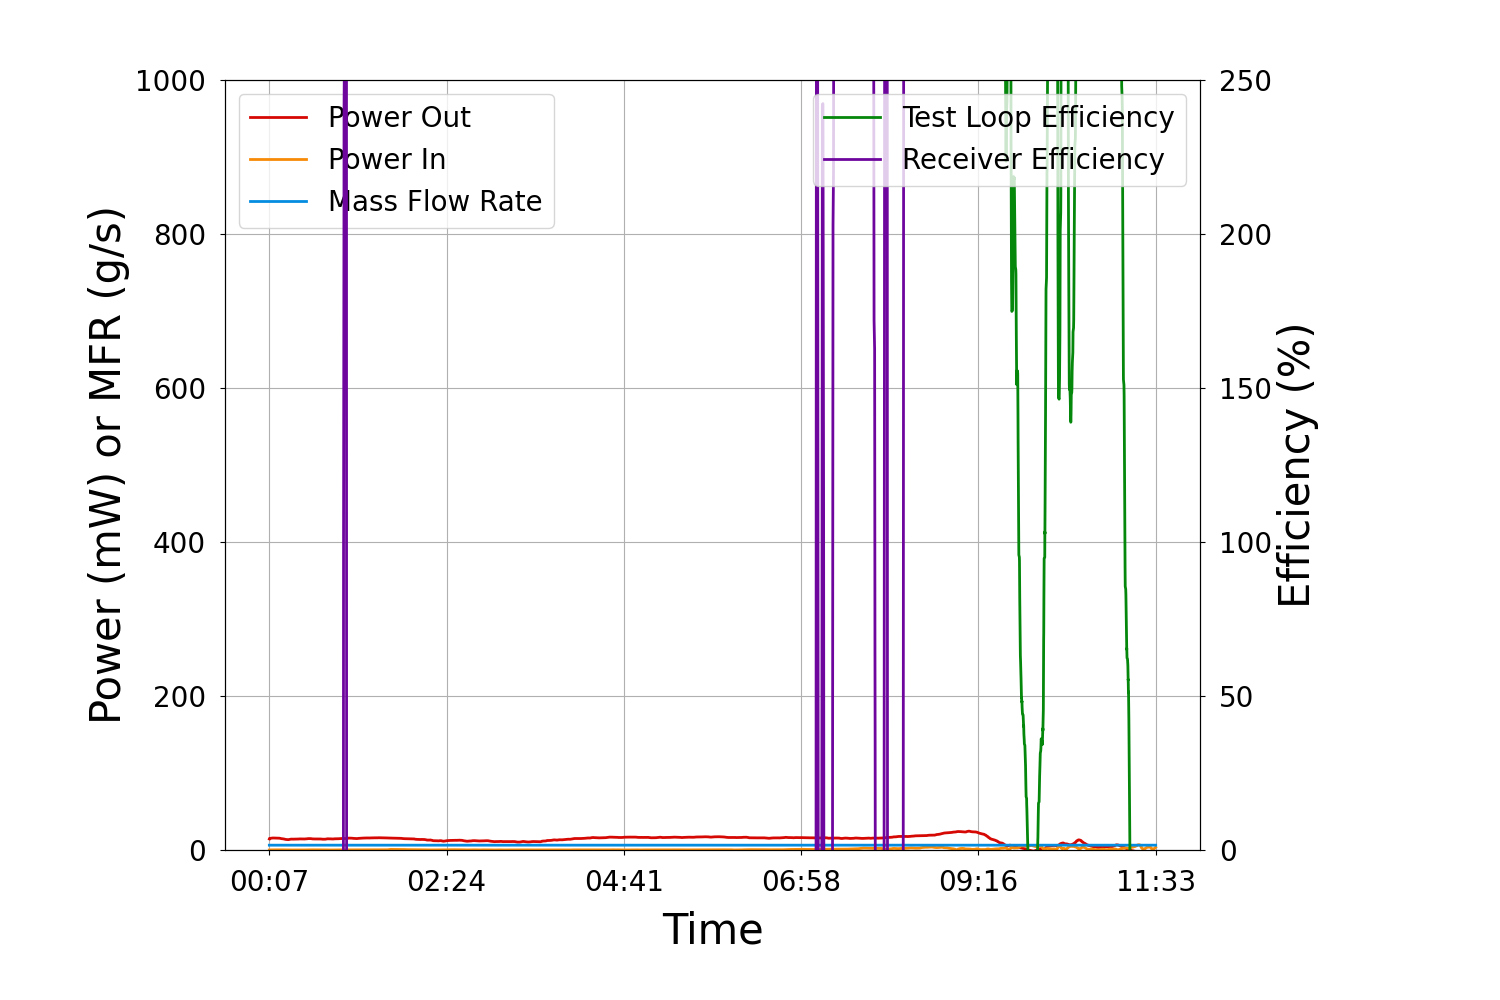 1000
800
600
400
200
0
Power (mW) or MFR (g/s)
Power Out
Power In
Mass Flow Rate
Test Loop Efficiency
Receiver Efficiency
250
200
150
100
50
0
Efficiency (%)
00:07 02:24 04:41 06:58 09:16 11:33
Time